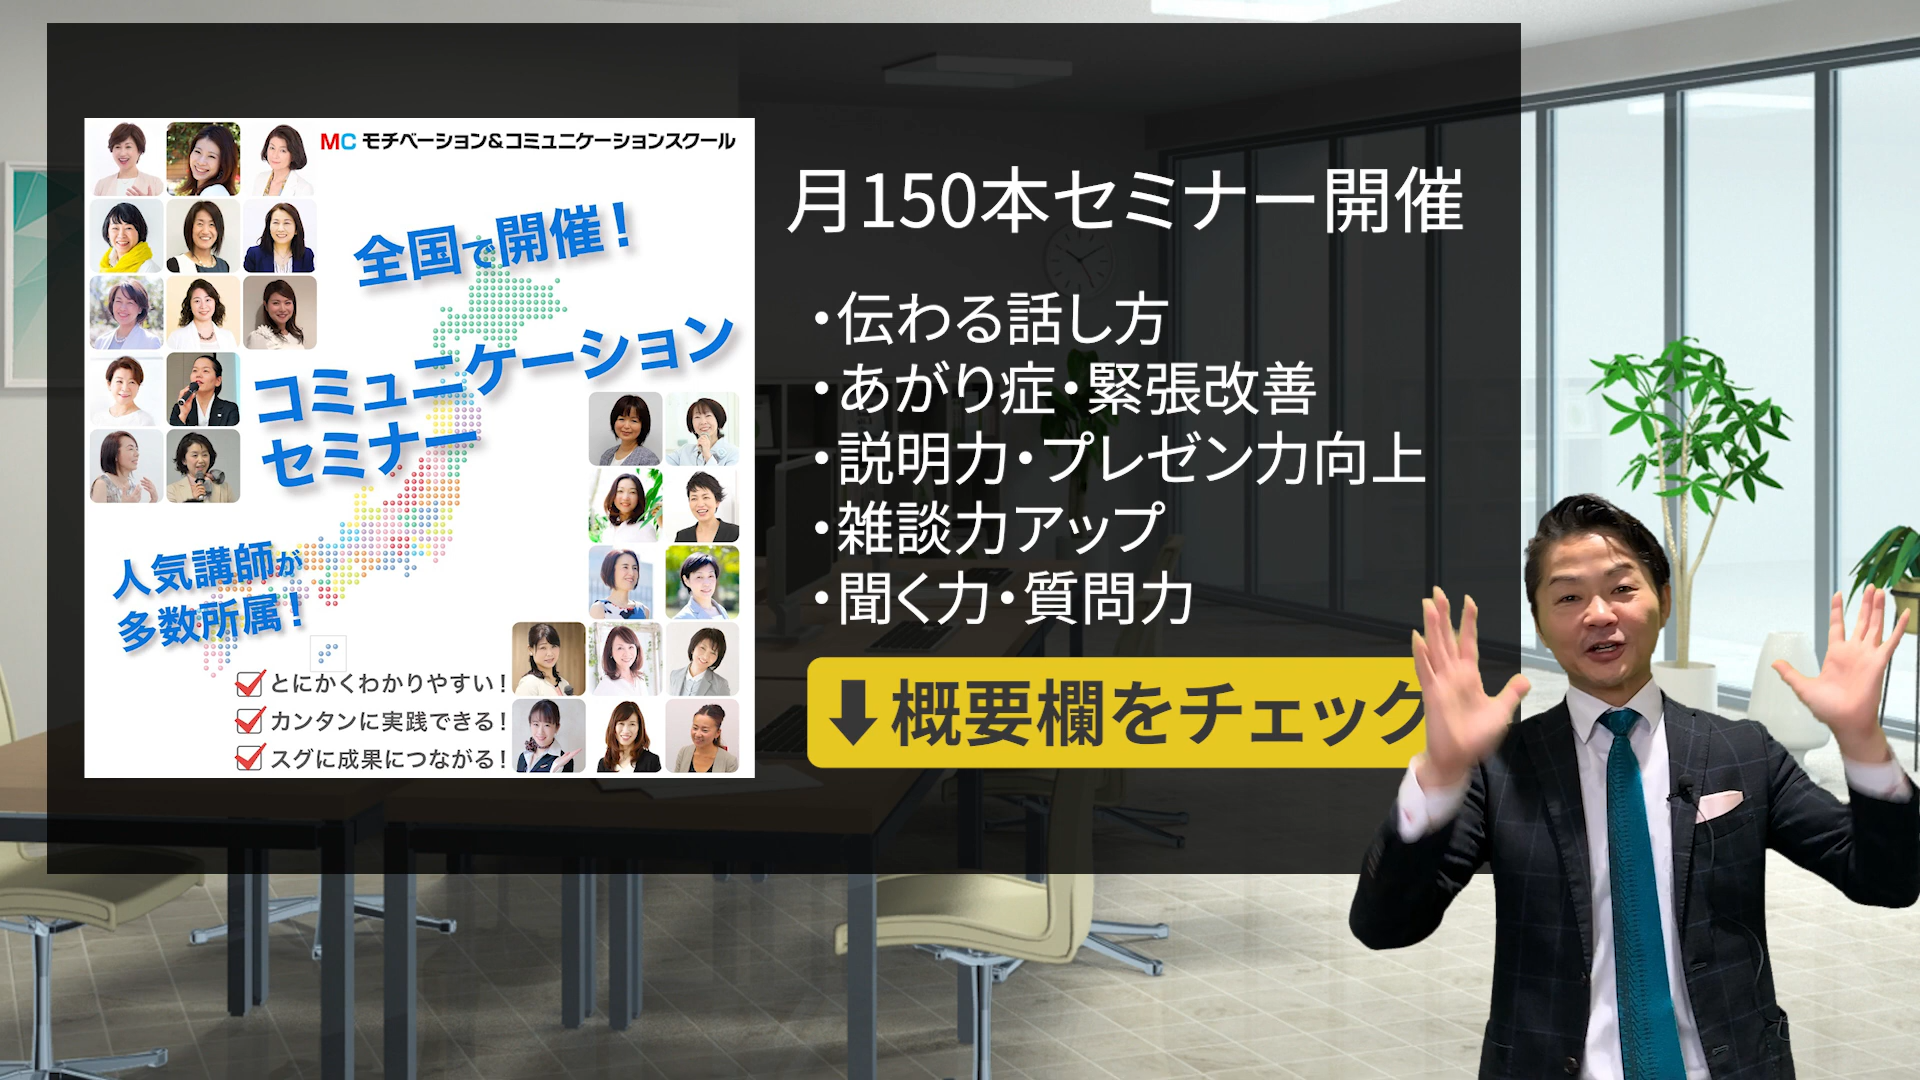 MC モチベーション&コミュニケーションスクール
全国で開催!
コミュニケーション
セミナー
人気講師が
多数所属!
とにかくわかりやすい!
カンタンに実践できる!
スグに成果につながる!
月150本セミナー開催
・伝わる話し方
・あがり症・緊張改善
・説明力・プレゼン力向上
・雑談力アップ
・聞く力・質問力
⬇概要欄をチェック